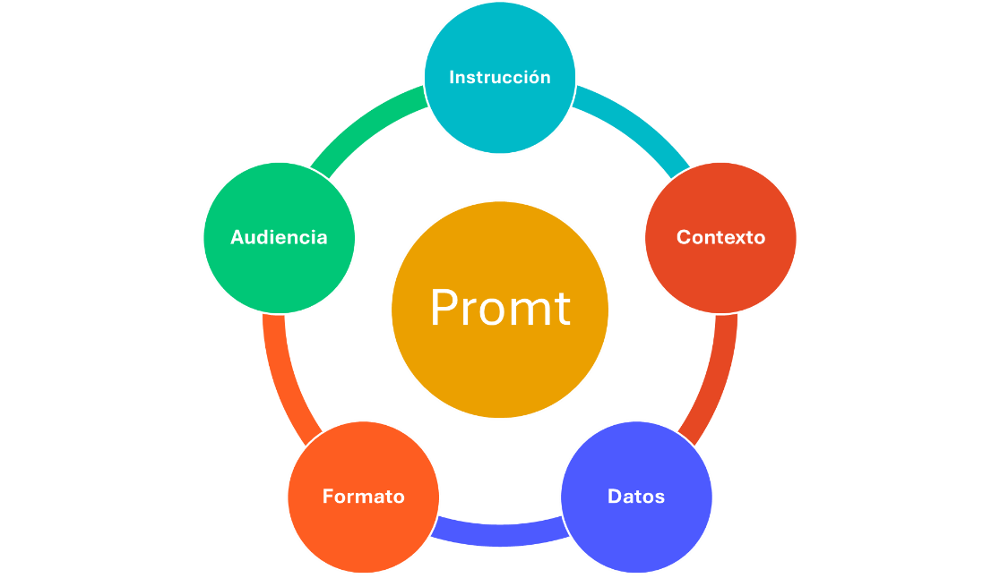 Instrucción
Audiencia
Contexto
Promt
Formato
Datos